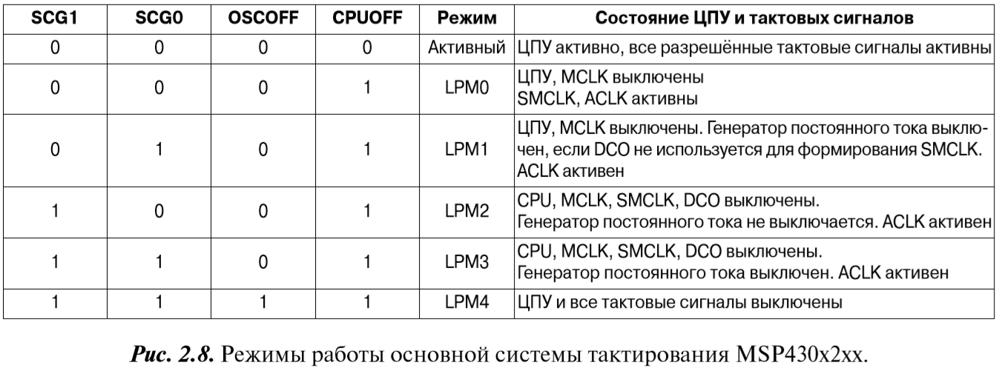 SCG1 SCG0 OSCOFF CPUOFF Режим Состояние ЦПУ и тактовых сигналов
0 0 0 0 Активный ЦПУ активно, все разрешённые тактовые сигналы активны
0 0 0 1 LPM0 ЦПУ, MCLK выключены
SMCLK, ACLK активны
0 1 0 1 LPM1 ЦПУ, MCLK выключены. Генератор постоянного тока выклю-
чен, если DCO не используется для формирования SMCLK.
ACLK активен
1 0 0 1 LPM2 CPU, MCLK, SMCLK, DCO выключены.
Генератор постоянного тока не выключается. ACLK активен
1 1 0 1 LPM3 CPU, MCLK, SMCLK, DCO выключены.
Генератор постоянного тока выключен. ACLK активен
1 1 1 1 LPM4 ЦПУ и все тактовые сигналы выключены
Рис. 2.8. Режимы работы основной системы тактирования MSP430x2xx.